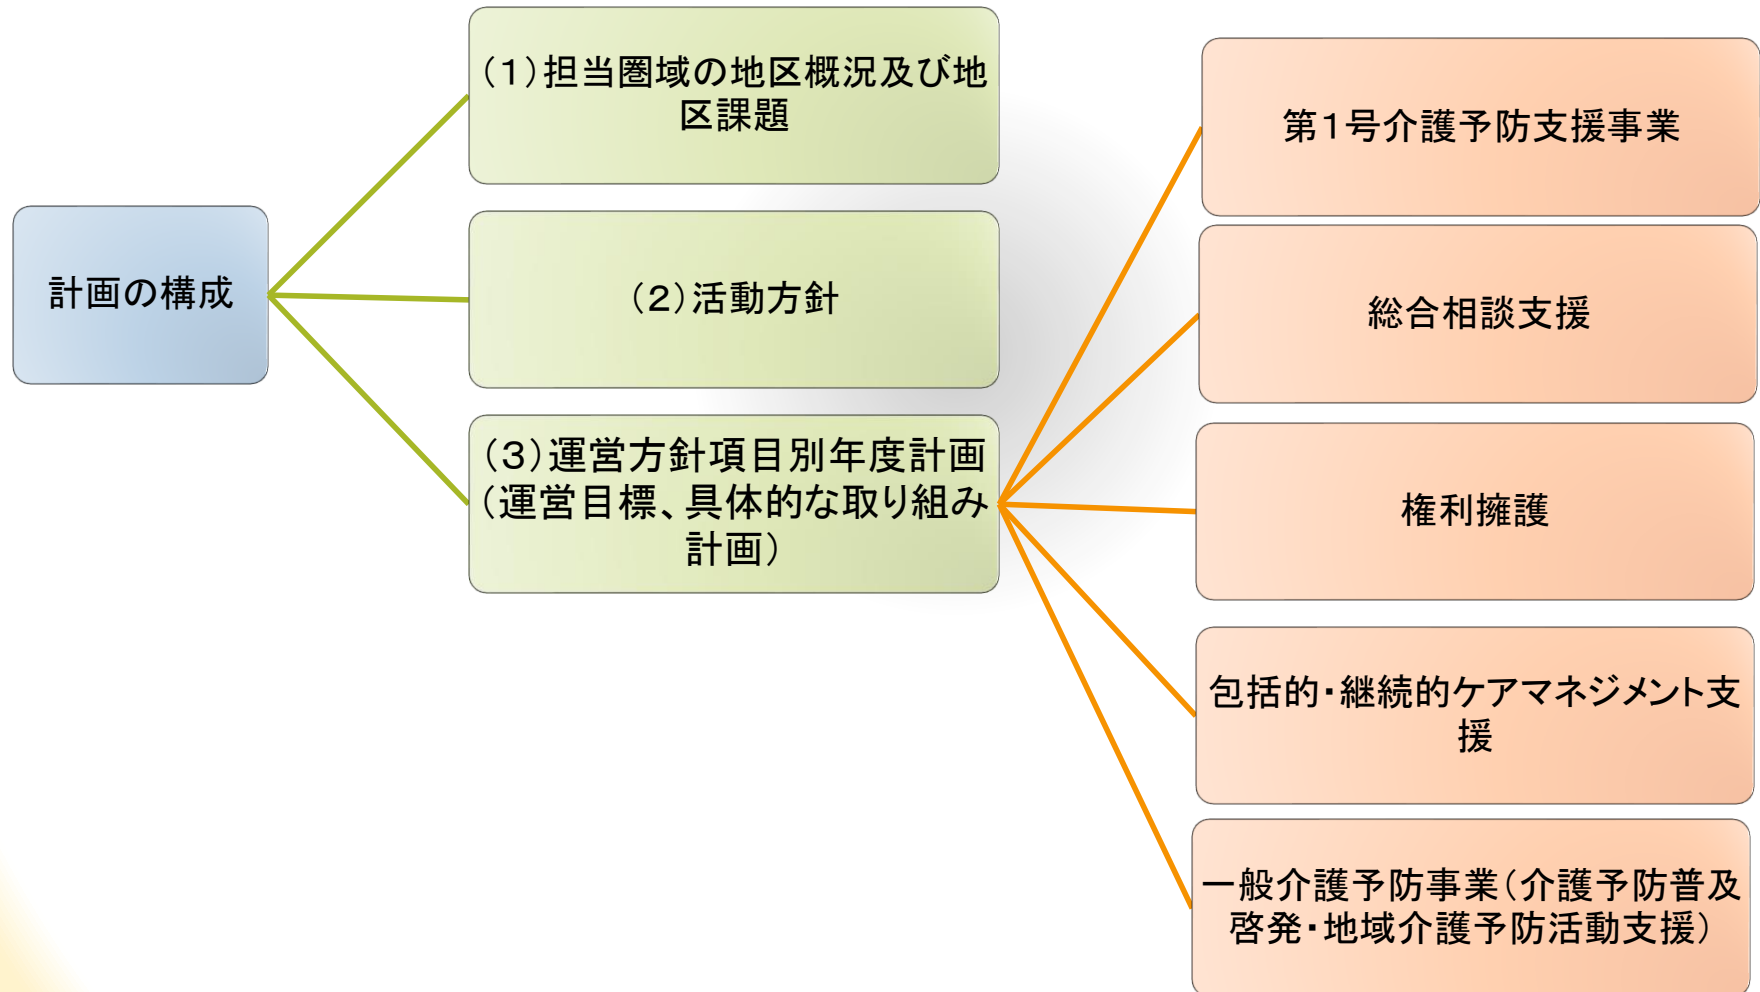 計画の構成
（１）担当圏域の地区概況及び地
区課題
（２）活動方針
（３）運営方針項目別年度計画
（運営目標、具体的な取り組み
計画）
第１号介護予防支援事業
総合相談支援
権利擁護
包括的・継続的ケアマネジメント支
援
一般介護予防事業（介護予防普及
啓発・地域介護予防活動支援）